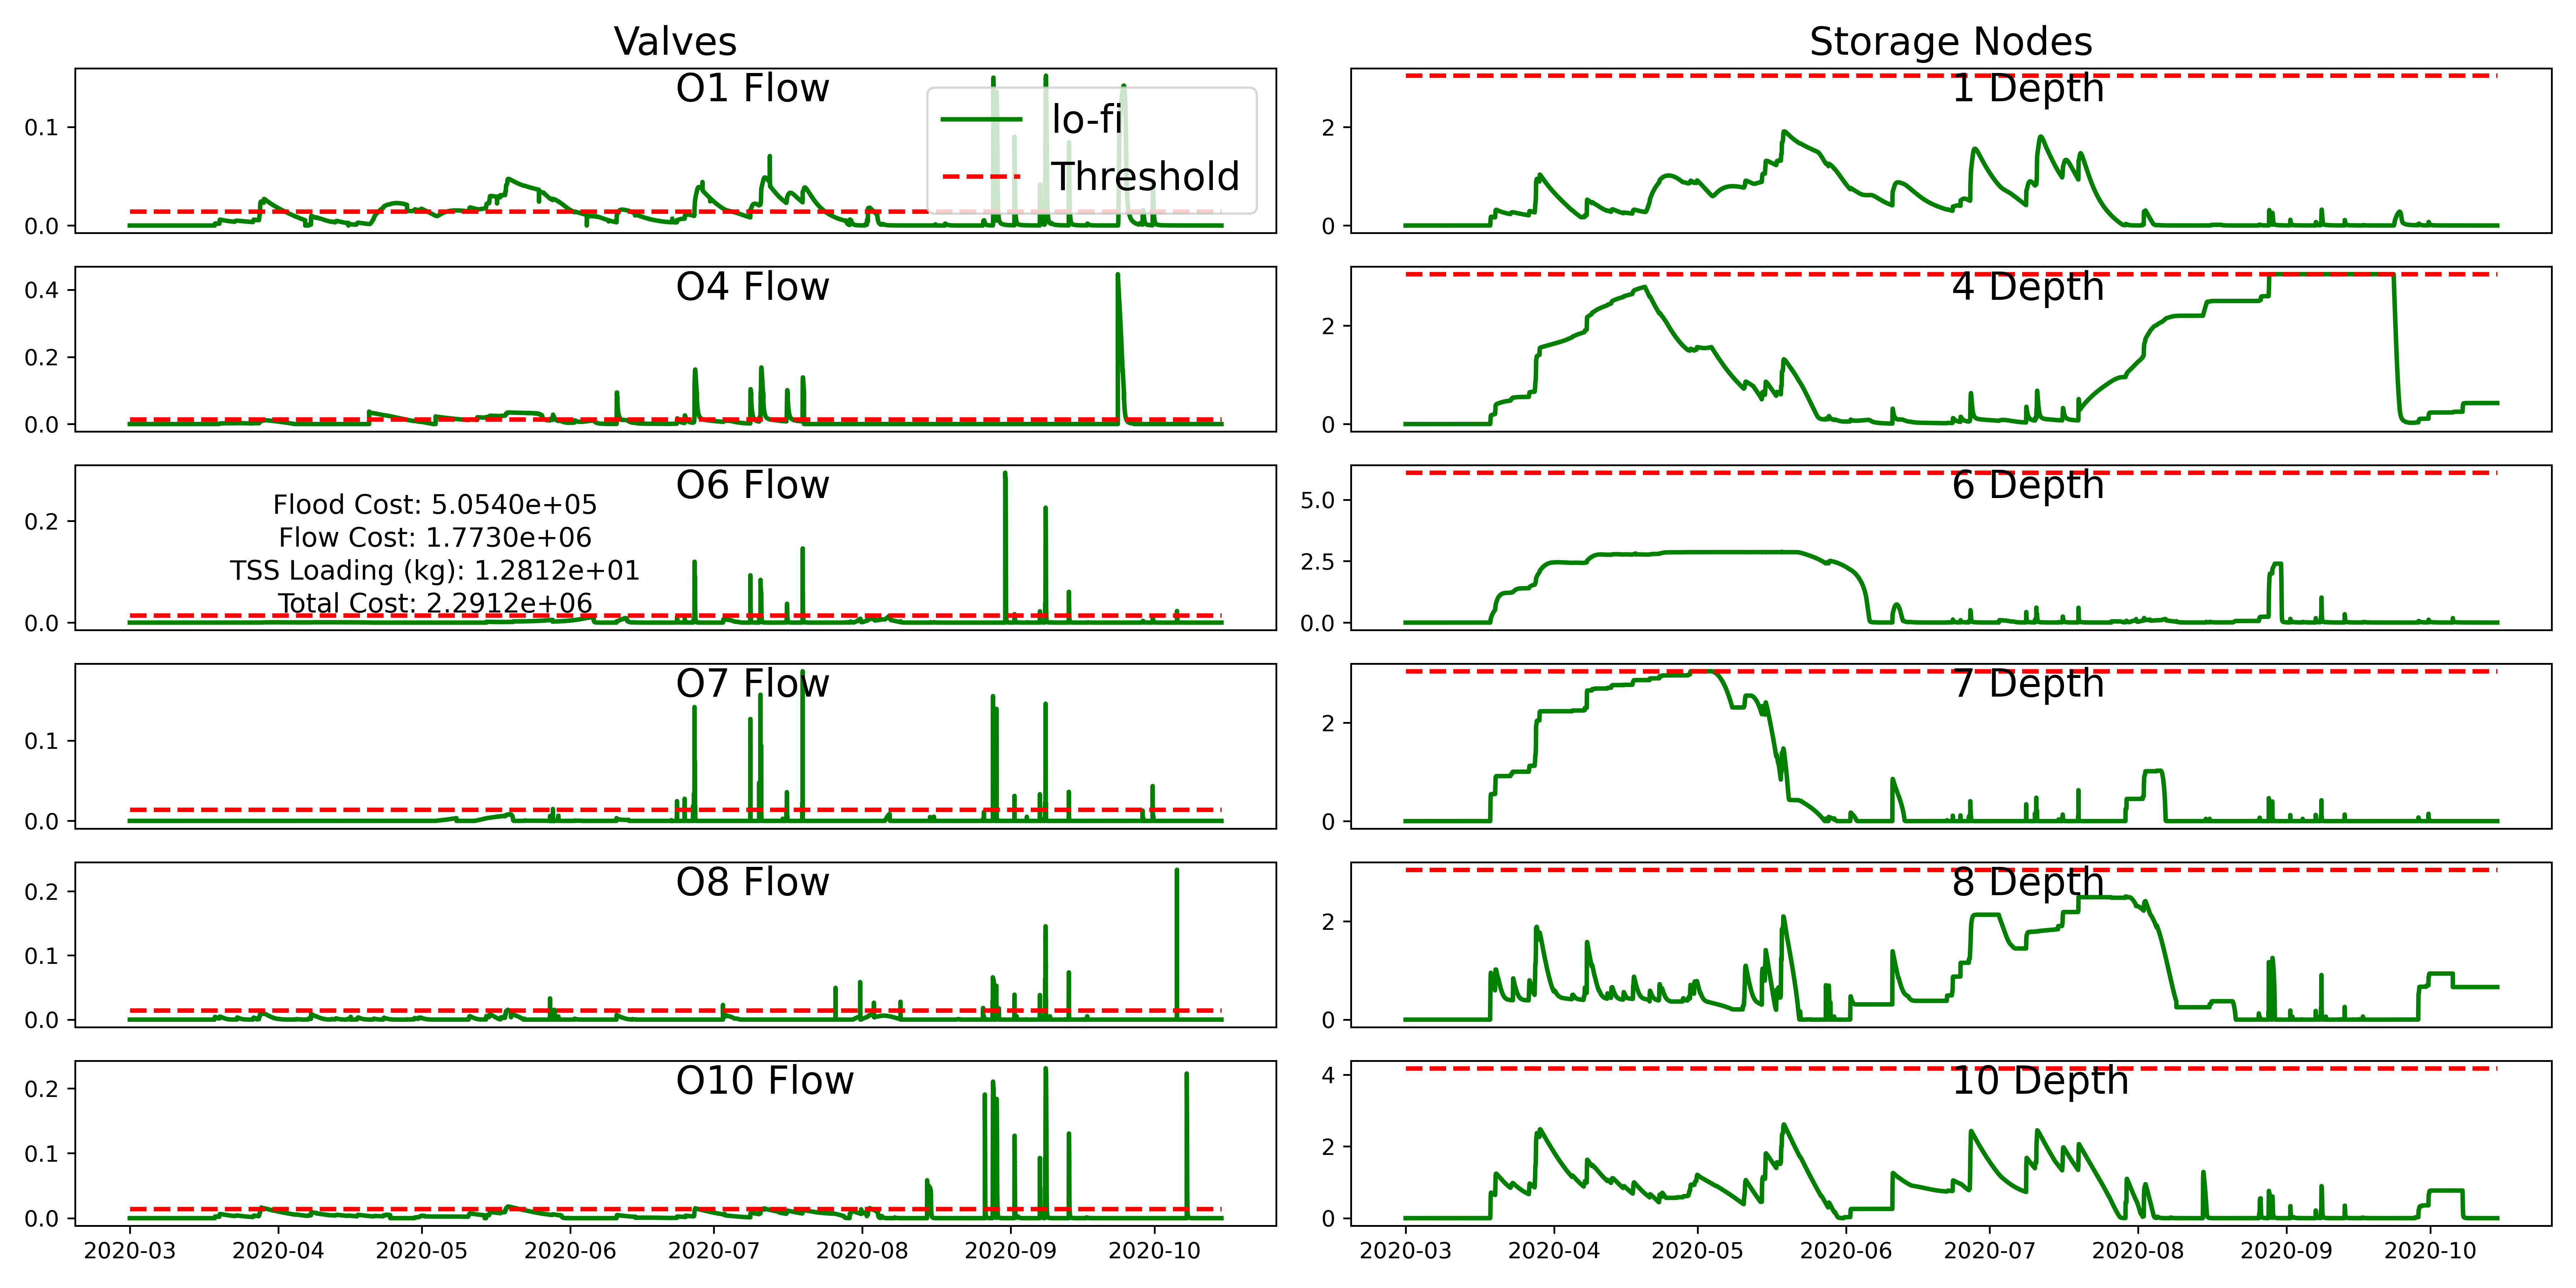 Valves
Storage Nodes
O1 Flow
lo-fi
Threshold
0.1
0.0
1 Depth
2
0
O4 Flow
0.4
0.2
0.0
4 Depth
2
0
O6 Flow
Flood Cost: 5.0540e+05
Flow Cost: 1.7730e+06
TSS Loading (kg): 1.2812e+01
Total Cost: 2.2912e+06
0.2
0.0
6 Depth
5.0
2.5
0.0
O7 Flow
0.1
0.0
7 Depth
2
0
O8 Flow
0.2
0.1
0.0
8 Depth
2
0
O10 Flow
0.2
0.1
0.0
2020-03 2020-04 2020-05 2020-06 2020-07 2020-08 2020-09 2020-10
10 Depth
4
2
0
2020-03 2020-04 2020-05 2020-06 2020-07 2020-08 2020-09 2020-10